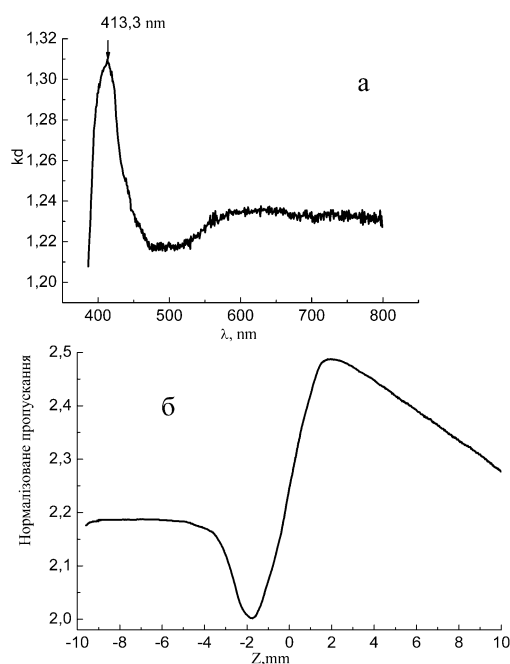 413,3 nm
а
1,32
1,30
1,28
1,26
1,24
1,22
1,20
kd
400 500 600 700 800
λ, nm
б
2,5
2,4
2,3
2,2
2,1
2,0
Нормалізоване пропускання
-10 -8 -6 -4 -2 0 2 4 6 8 10
Z,mm